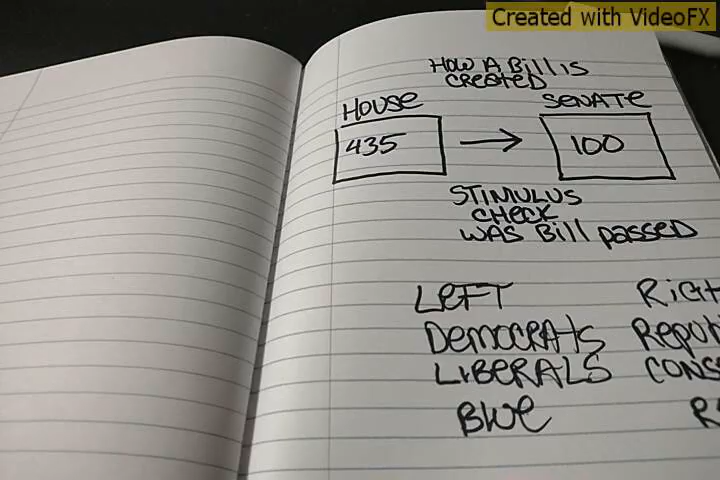 Created with VideoFX
HOW A Bill is
CREATED
HOUSE
SENATE
435
100
STIMULUS
CHECK
WAS Bill passed
LEFT
DEMOCRATS
LIBERALS
BlUe